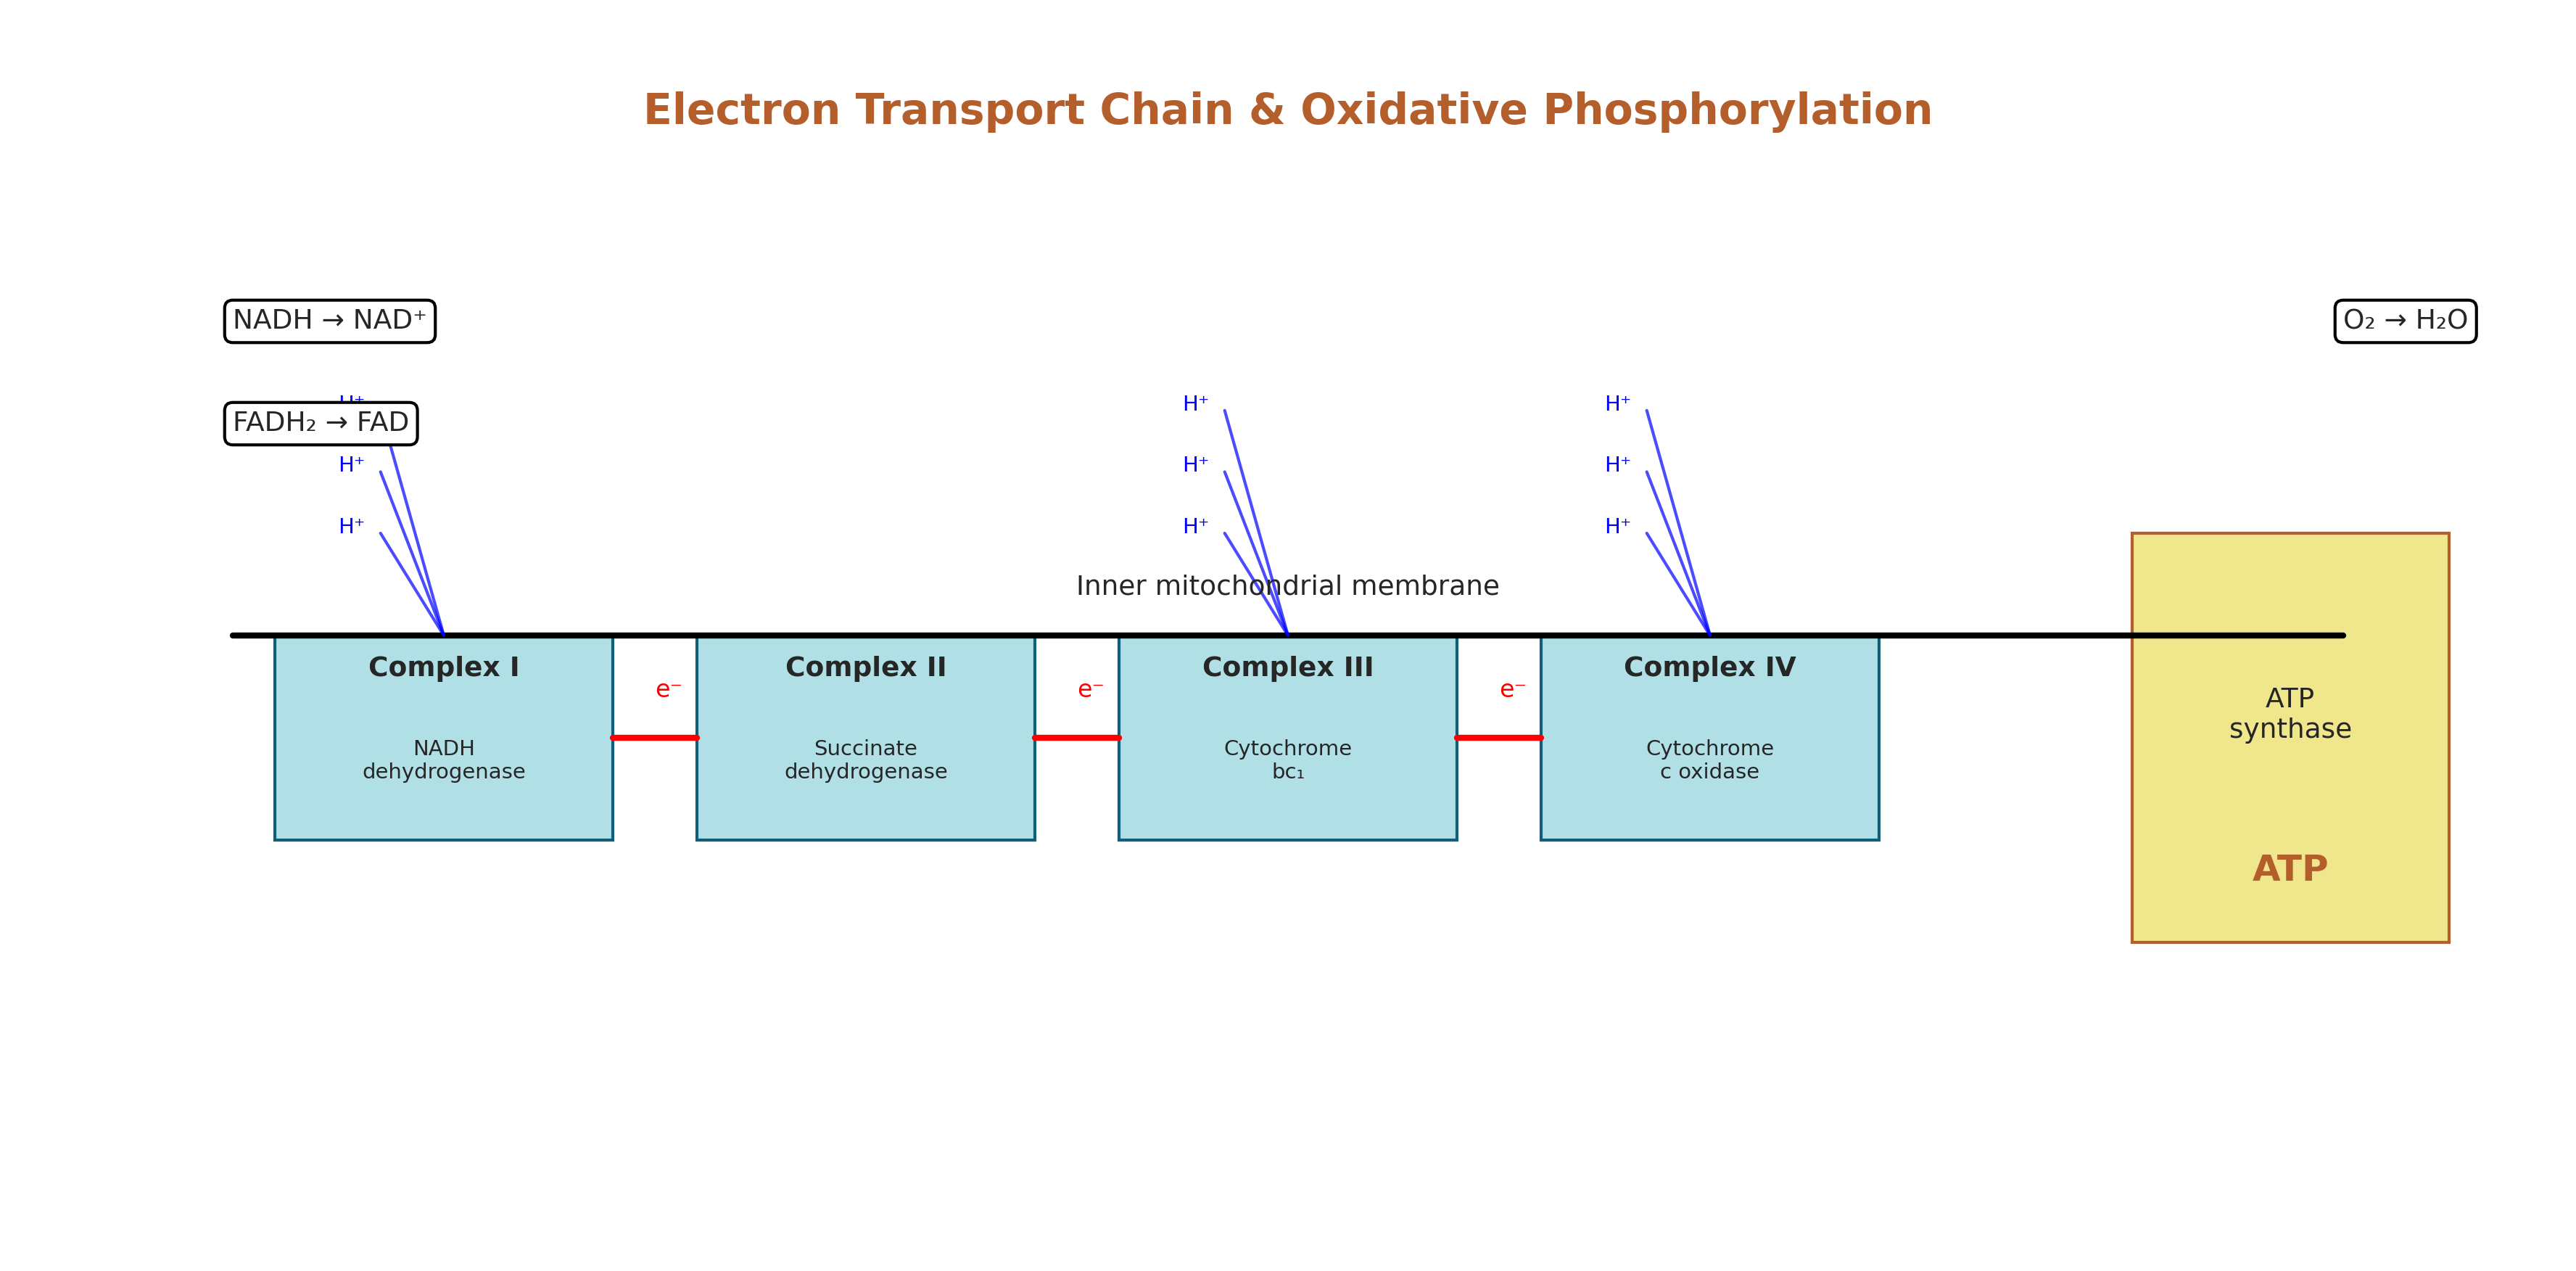 Electron Transport Chain & Oxidative Phosphorylation
NADH → NAD⁺
O₂ → H₂O
H⁺
H⁺
H⁺
FADH₂ → FAD
H⁺
H⁺
H⁺
H⁺
H⁺
H⁺
Inner mitochondrial membrane
Complex I
Complex II
Complex III
Complex IV
e⁻
e⁻
e⁻
ATP
synthase
NADH
dehydrogenase
Succinate
dehydrogenase
Cytochrome
bc₁
Cytochrome
c oxidase
ATP